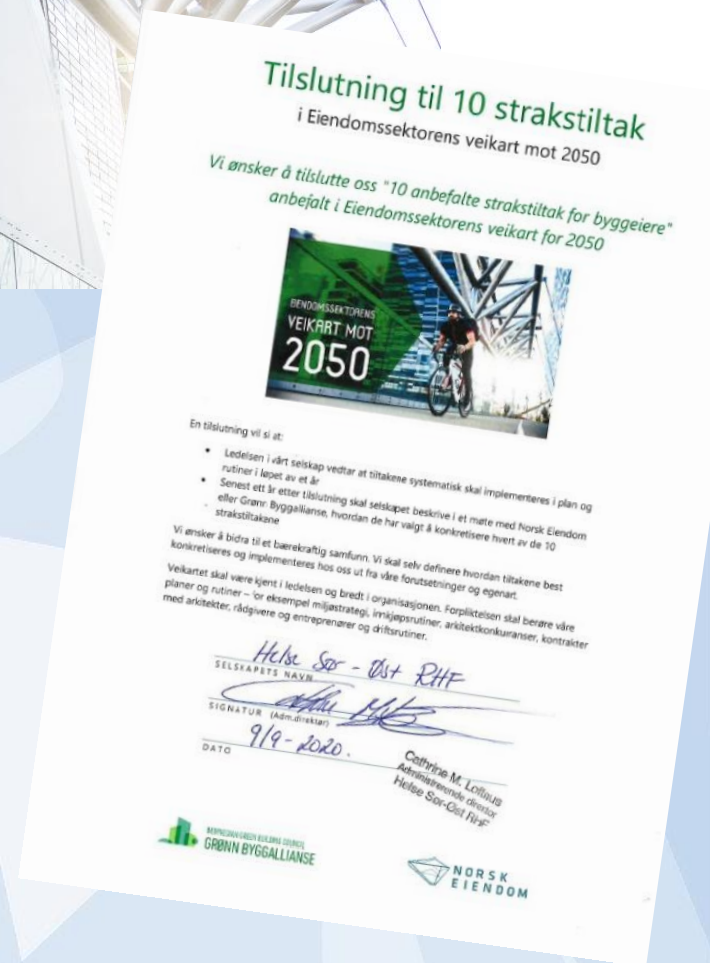 Tilslutning til 10 strakstiltak
i Eiendomssektorens veikart mot 2050
Vi ønsker å tilslutte oss "10 anbefalte strakstiltak for byggeiere"
anbefalt i Eiendomssektorens veikart for 2050
EIENDOMSSEKTORENS
VEIKART MOT
2050
En tilslutning vil si at:
• Ledelsen i vårt selskap vedtar at tiltakene systematisk skal implementeres i plan og
rutiner i løpet av et år
• Senest ett år etter tilslutning skal selskapet beskrive i et møte med Norsk Eiendom
eller Grønn Byggallianse, hvordan de har valgt å konkretisere hvert av de 10
strakstiltakene
Vi ønsker å bidra til et bærekraftig samfunn. Vi skal selv definere hvordan tiltakene best
konkretiseres og implementeres hos oss ut fra våre forutsetninger og egenart.
Veikartet skal være kjent i ledelsen og bredt i organisasjonen. Forpliktelsen skal berøre våre
planer og rutiner – for eksempel miljøstrategi, innkjøpsrutiner, arkitektkonkurranser, kontrakter
med arkitekter, rådgivere og entreprenører og driftsrutiner.
Helse Sør - Øst RHF
SELSKAPETS NAVN
SIGNATUR (Adm.direktør)
9/9-2020.
DATO
Cathrine M. Lofthus
Administrerende direktør
Helse Sør-Øst RHF
NORWEGIAN GREEN BUILDING COUNCIL
GRØNN BYGGALLIANSE
NORSK
EIENDOM